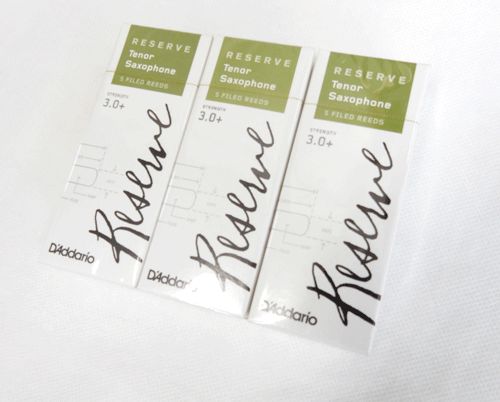 RESERVE
Tenor
Saxophone
5 FILED REEDS
STRENGTH
3.0+
Reserve
D'Addario
RESERVE
Tenor
Saxophone
5 FILED REEDS
STRENGTH
3.0+
Reserve
D'Addario
RESERVE
Tenor
Saxophone
5 FILED REEDS
STRENGTH
3.0+
Reserve
D'Addario